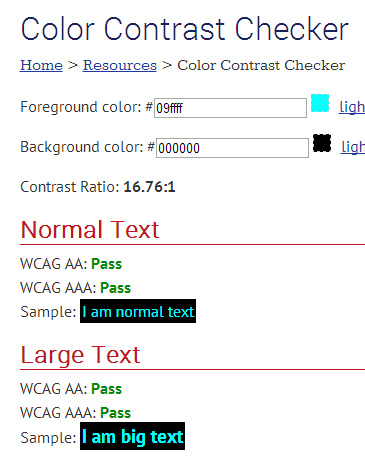 Color Contrast Checker
Home > Resources > Color Contrast Checker
Foreground color: #09ffff ligh
Background color: #000000 ligh
Contrast Ratio: 16.76:1
Normal Text
WCAG AA: Pass
WCAG AAA: Pass
Sample: I am normal text
Large Text
WCAG AA: Pass
WCAG AAA: Pass
Sample: I am big text